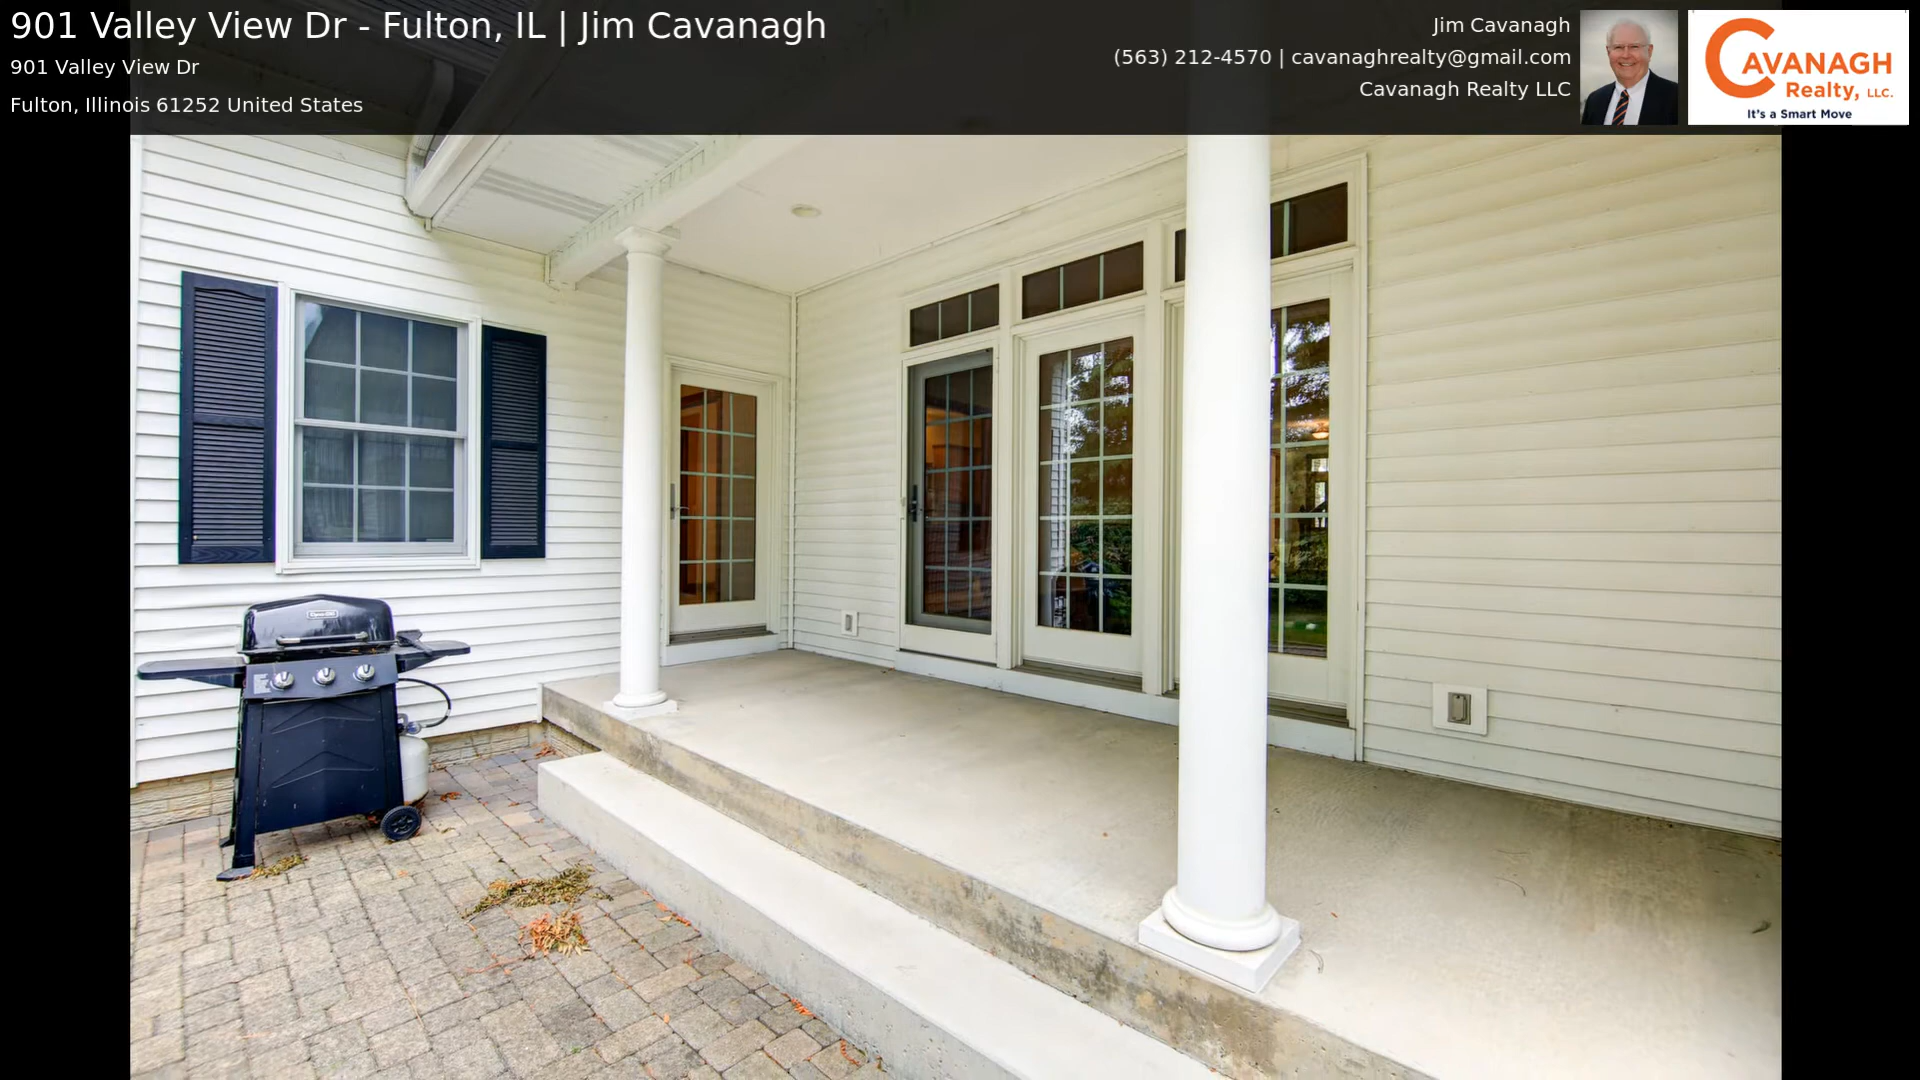 901 Valley View Dr - Fulton, IL | Jim Cavanagh
901 Valley View Dr
Fulton, Illinois 61252 United States
Jim Cavanagh
(563) 212-4570 | cavanaghrealty@gmail.com
Cavanagh Realty LLC
CAVANAGH
Realty, LLC.
It's a Smart Move